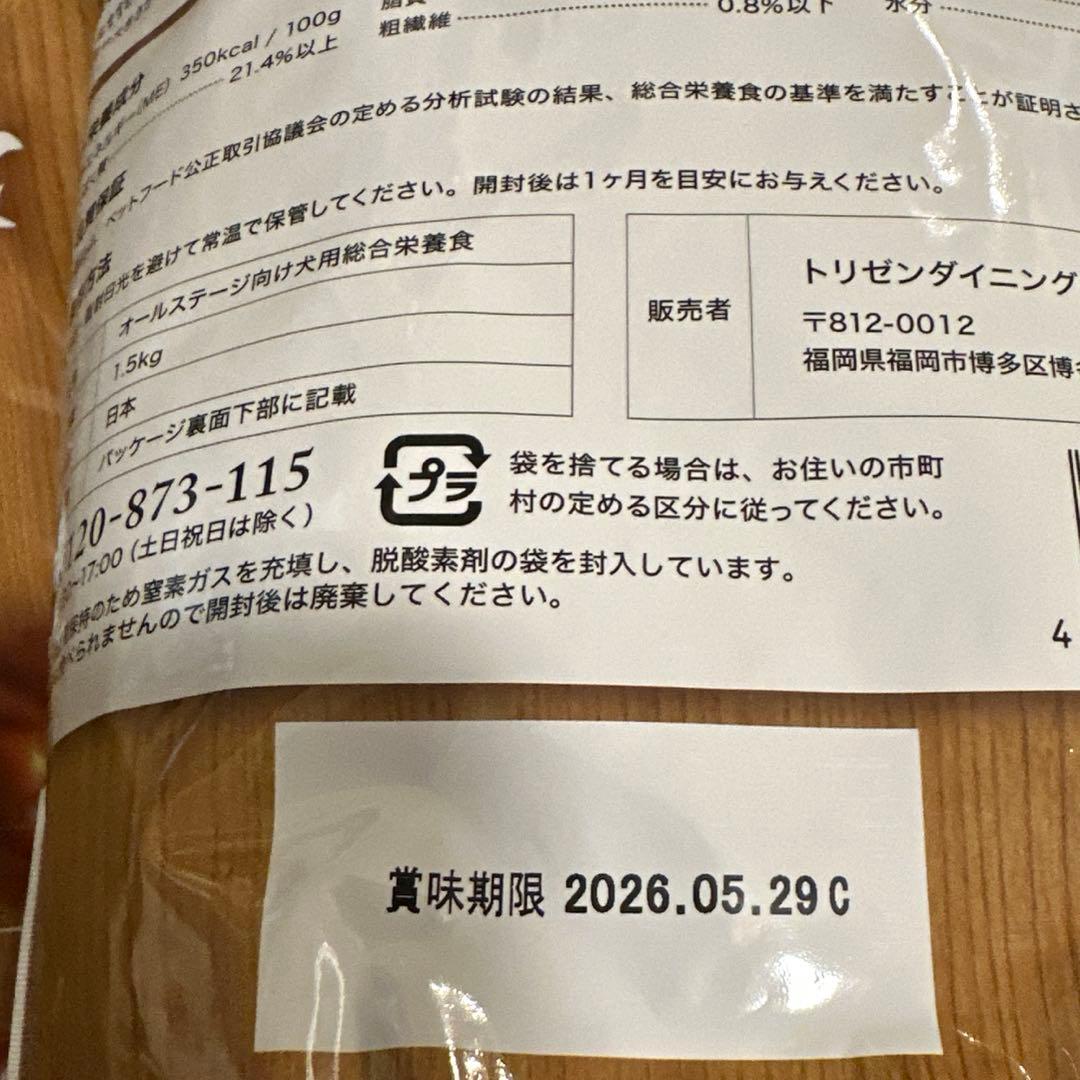 350kcal / 100g
21.4%以上
粗繊維
0.8%以下
水分
ペットフード公正取引協議会の定める分析試験の結果、総合栄養食の基準を満たすことが証明さ
直射日光を避けて常温で保管してください。開封後は1ヶ月を目安にお与えください。
オールステージ向け犬用総合栄養食
1.5kg
日本
パッケージ裏面下部に記載
販売者
トリゼンダイニング
〒812-0012
福岡県福岡市博多区博多
20-873-115
17:00 (土日祝日は除く)
プラ
袋を捨てる場合は、お住いの市町
村の定める区分に従ってください。
保持のため窒素ガスを充填し、脱酸素剤の袋を封入しています。
べられませんので開封後は廃棄してください。
4
賞味期限 2026.05.29C